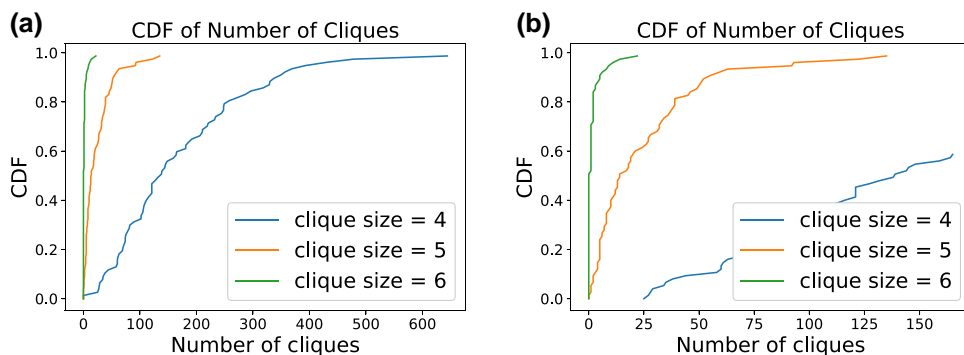 (a)
CDF of Number of Cliques
1.0
0.8
0.6
0.4
0.2
0.0
CDF
clique size = 4
clique size = 5
clique size = 6
0 100 200 300 400 500 600
Number of cliques
(b)
CDF of Number of Cliques
1.0
0.8
0.6
0.4
0.2
0.0
CDF
clique size = 4
clique size = 5
clique size = 6
0 25 50 75 100 125 150
Number of cliques